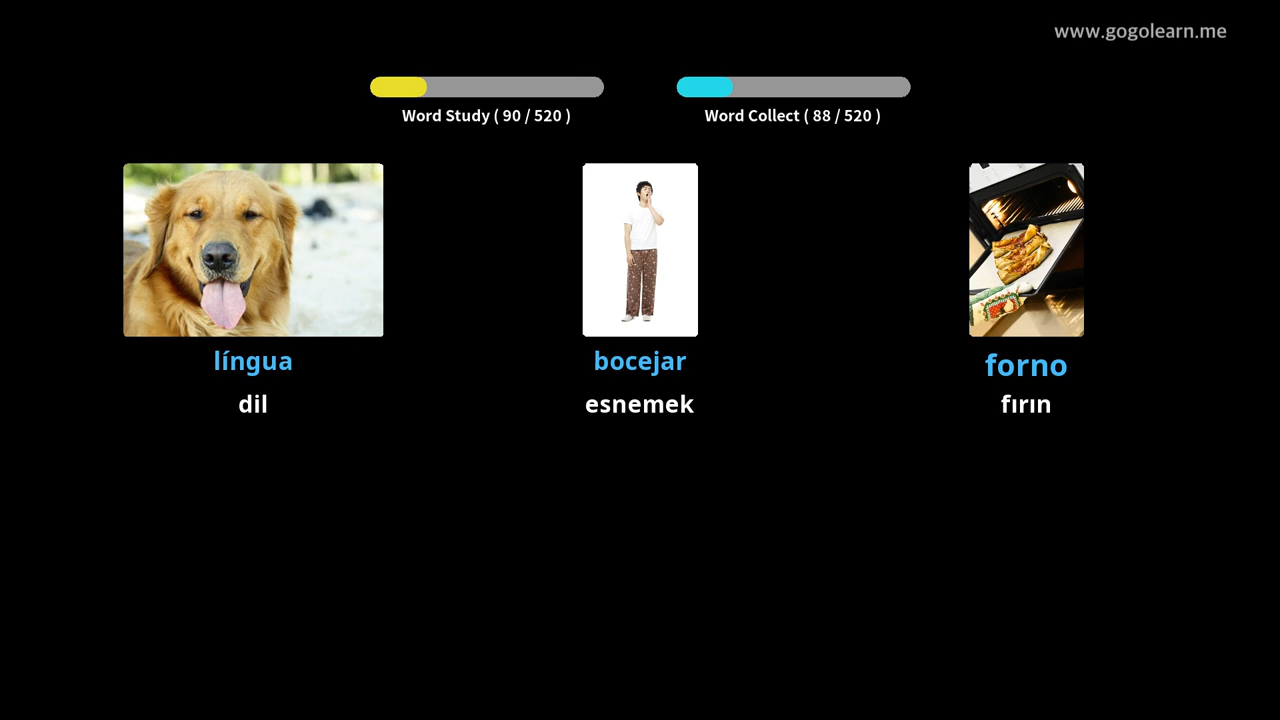 www.gogolearn.me
Word Study ( 90 / 520 )
Word Collect ( 88 / 520 )
língua
bocejar
forno
dil
esnemek
fırın